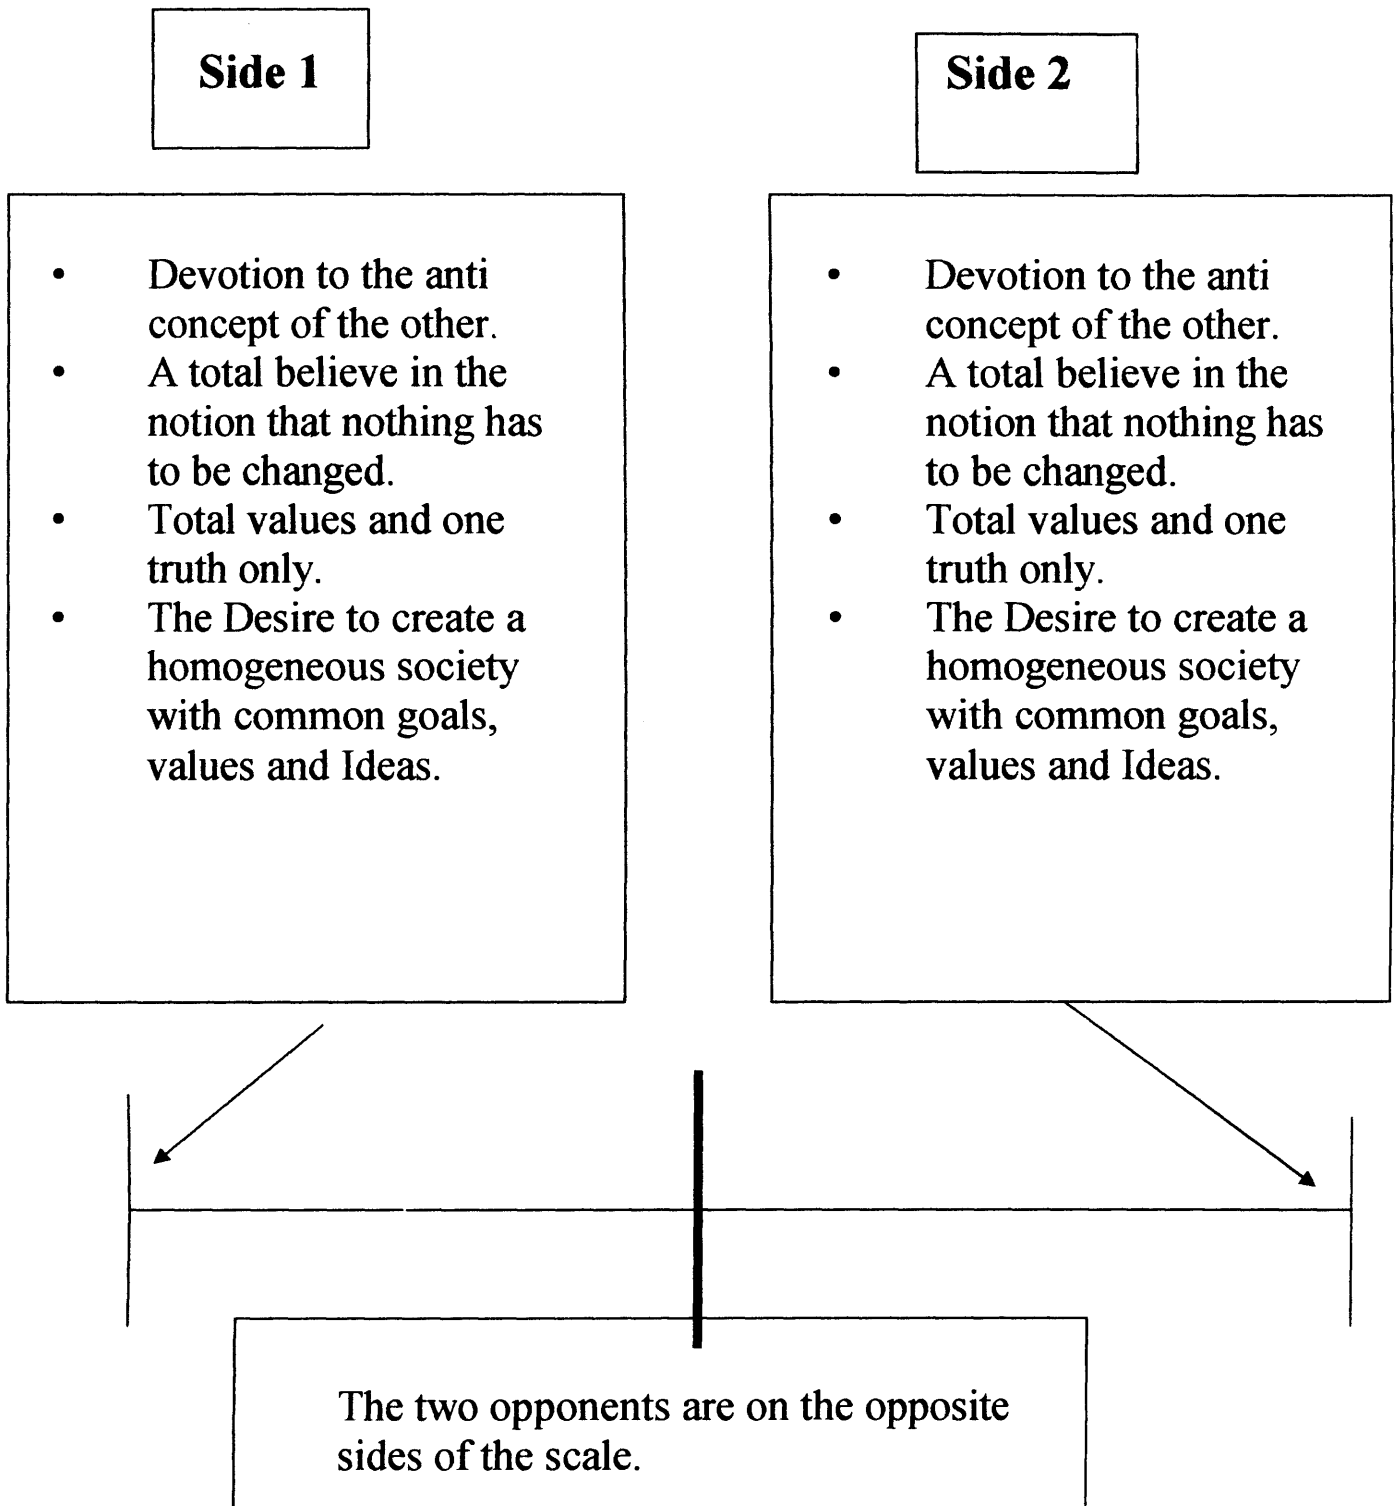 Side 1
Side 2
• Devotion to the anti
concept of the other.
• A total believe in the
notion that nothing has
to be changed.
• Total values and one
truth only.
• The Desire to create a
homogeneous society
with common goals,
values and Ideas.
• Devotion to the anti
concept of the other.
• A total believe in the
notion that nothing has
to be changed.
• Total values and one
truth only.
• The Desire to create a
homogeneous society
with common goals,
values and Ideas.
The two opponents are on the opposite
sides of the scale.